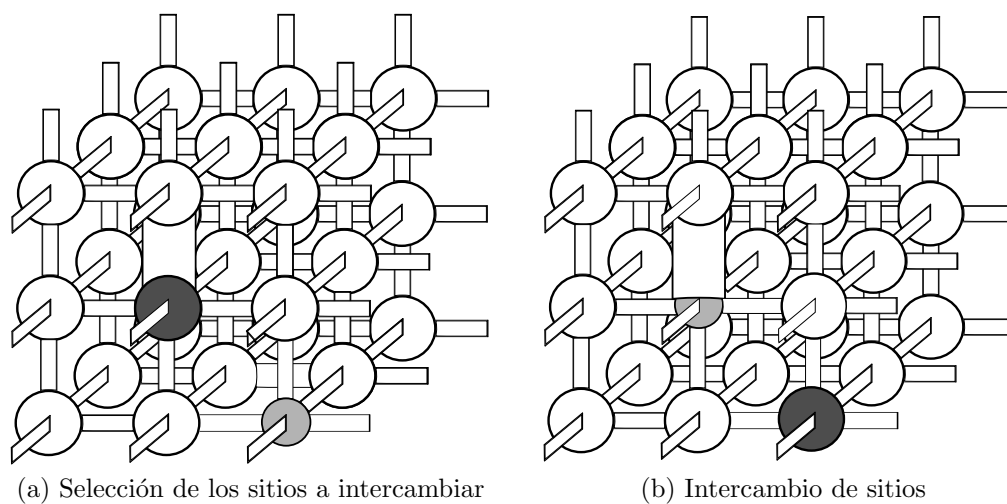 (a) Selección de los sitios a intercambiar
(b) Intercambio de sitios